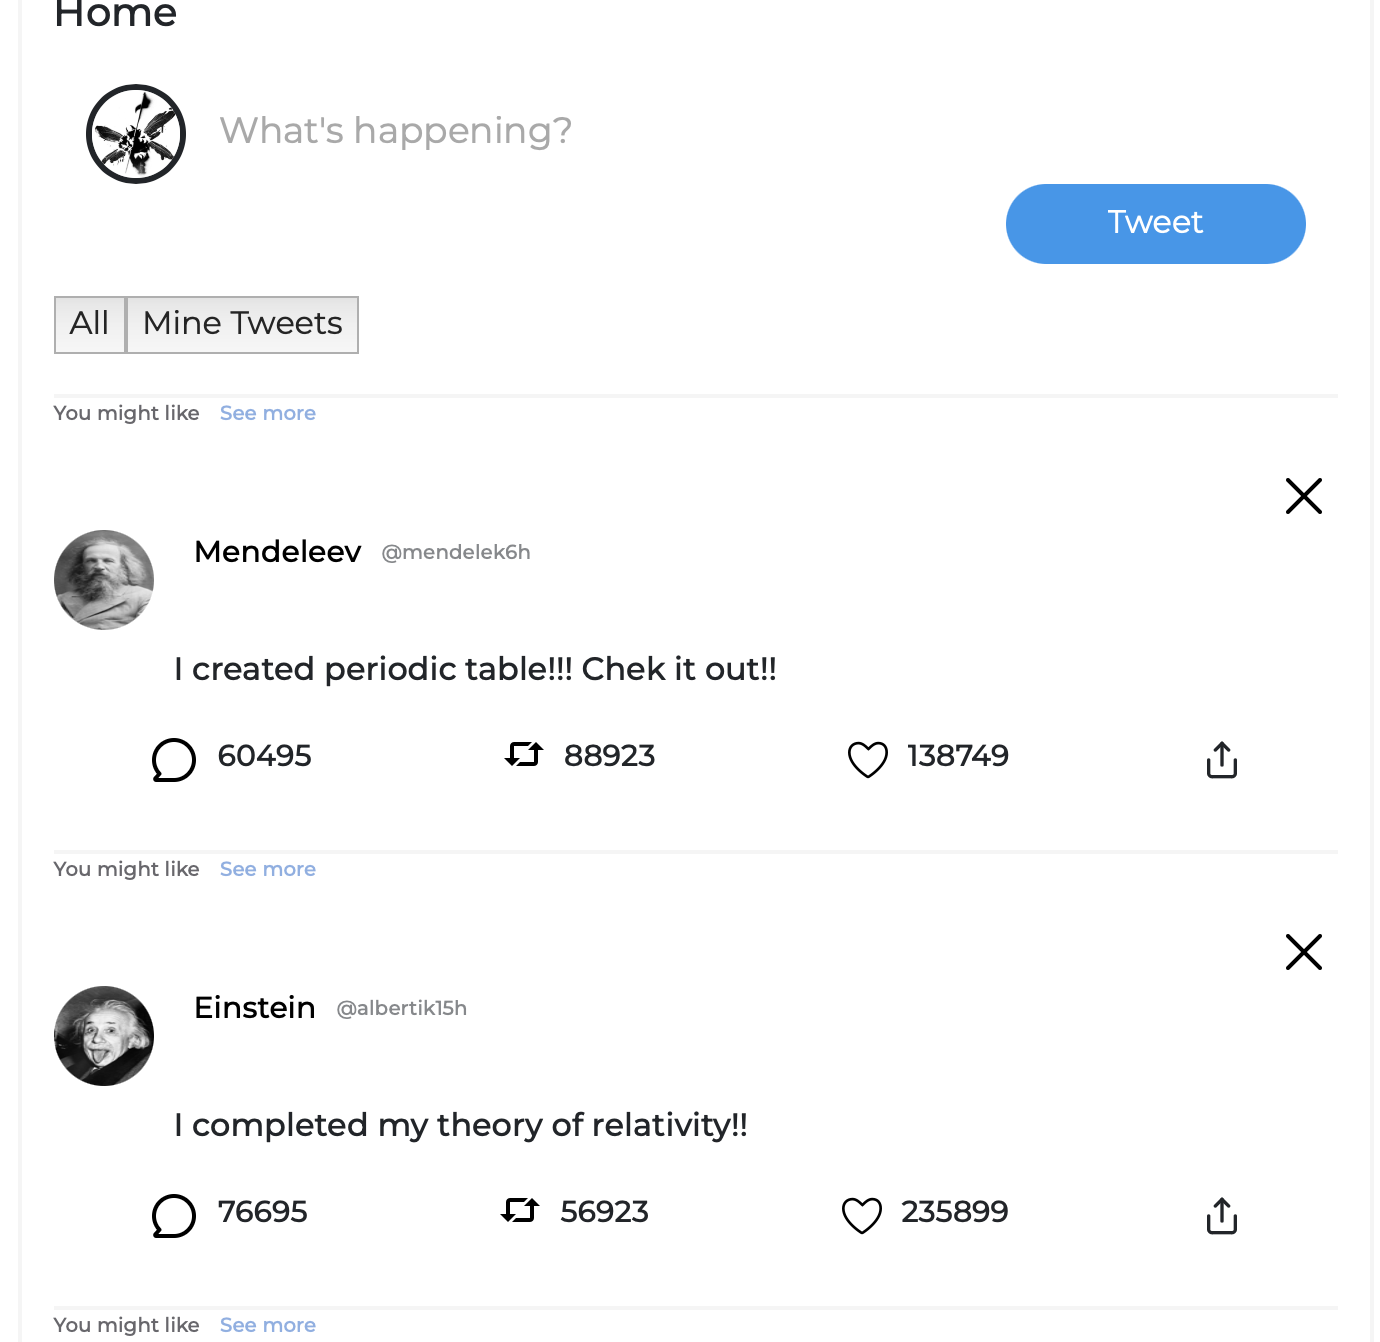 Home
What's happening?
Tweet
All Mine Tweets
You might like See more
Mendeleev @mendelek6h
I created periodic table!!! Chek it out!!
60495 88923 138749
You might like See more
Einstein @albertik15h
I completed my theory of relativity!!
76695 56923 235899
You might like See more